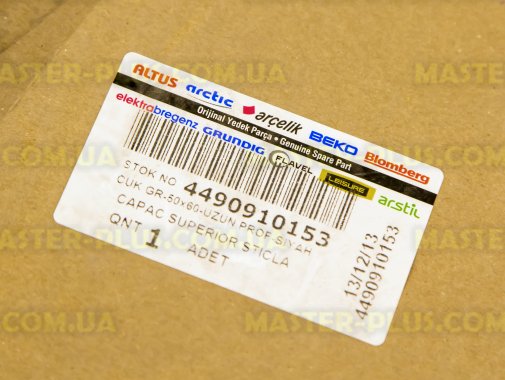 MASTER-PLUS.COM.UA
ALTUS arctic arçelik BEKO Blomberg
Orijinal Yedek Parça • Genuine Spare Part
elektrabregenz GRUNDIG FLAVEL LEISURE arstil
STOK NO 4490910153
CUK GR-50x60-UZUN PROF SIYAH
CAPAC SUPERIOR STICLA
QNT 1 ADET
13/12/13
4490910153